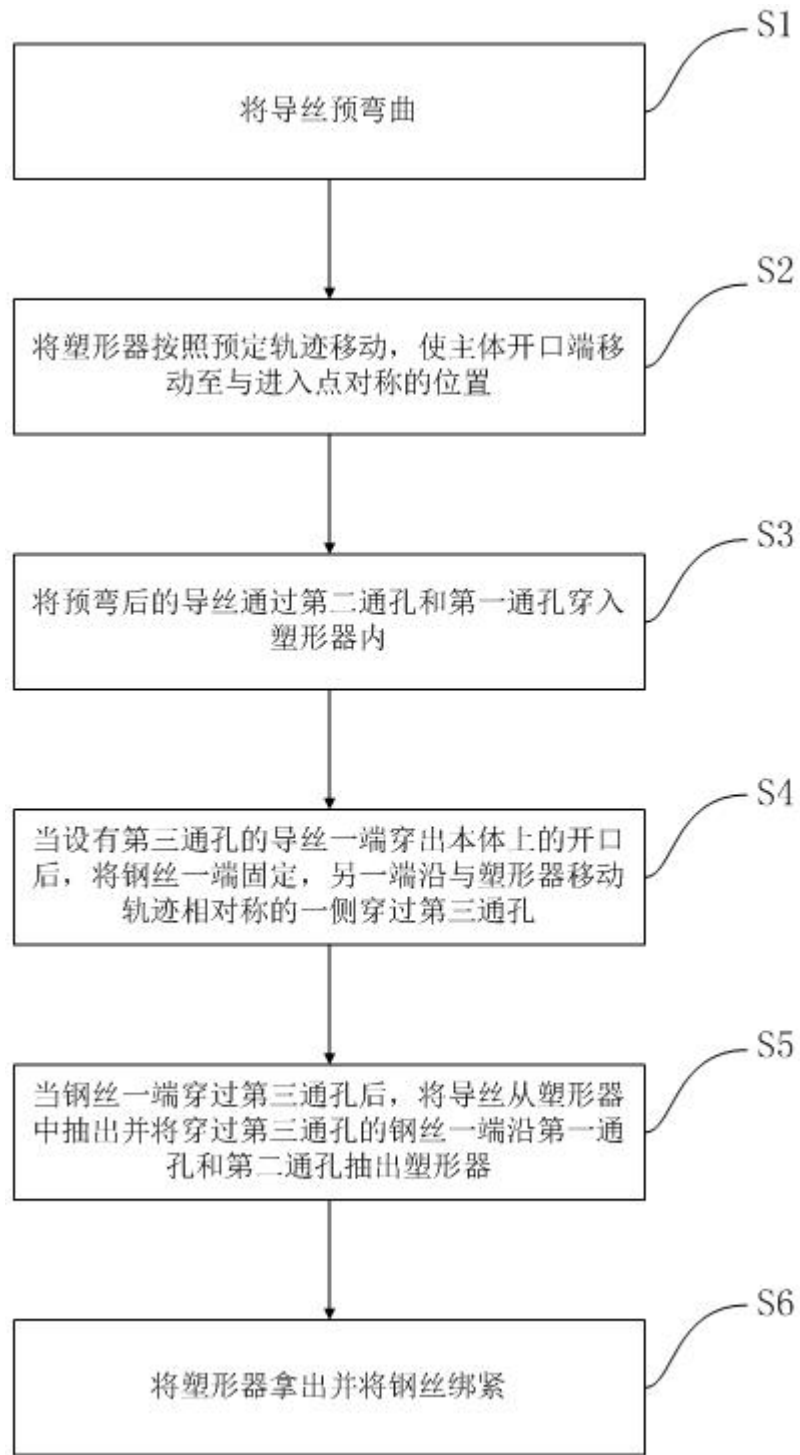 S1
将导丝预弯曲
S2
将塑形器按照预定轨迹移动，使主体开口端移
动至与进入点对称的位置
S3
将预弯后的导丝通过第二通孔和第一通孔穿入
塑形器内
S4
当设有第三通孔的导丝一端穿出本体上的开口
后，将钢丝一端固定，另一端沿与塑形器移动
轨迹相对称的一侧穿过第三通孔
S5
当钢丝一端穿过第三通孔后，将导丝从塑形器
中抽出并将穿过第三通孔的钢丝一端沿第一通
孔和第二通孔抽出塑形器
S6
将塑形器拿出并将钢丝绑紧